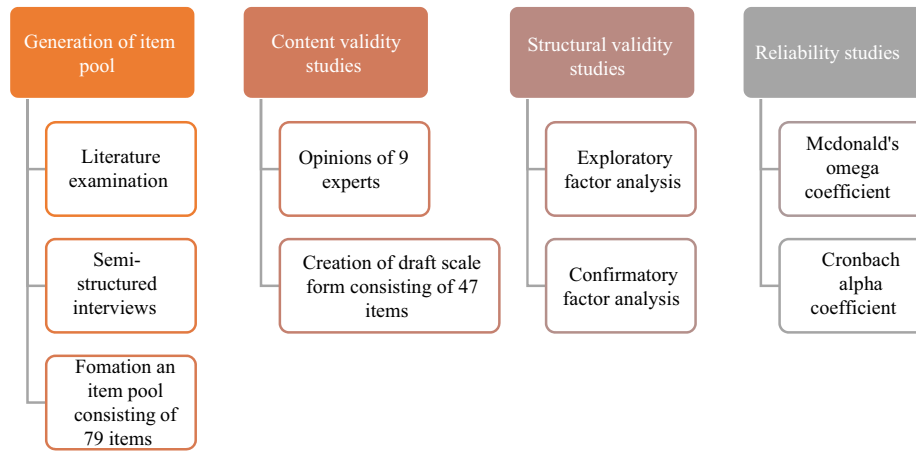 Generation of item
pool
Literature
examination
Semi-
structured
interviews
Fomation an
item pool
consisting of
79 items
Content validity
studies
Opinions of 9
experts
Creation of draft scale
form consisting of 47
items
Structural validity
studies
Exploratory
factor analysis
Confirmatory
factor analysis
Reliability studies
Mcdonald's
omega
coefficient
Cronbach
alpha
coefficient